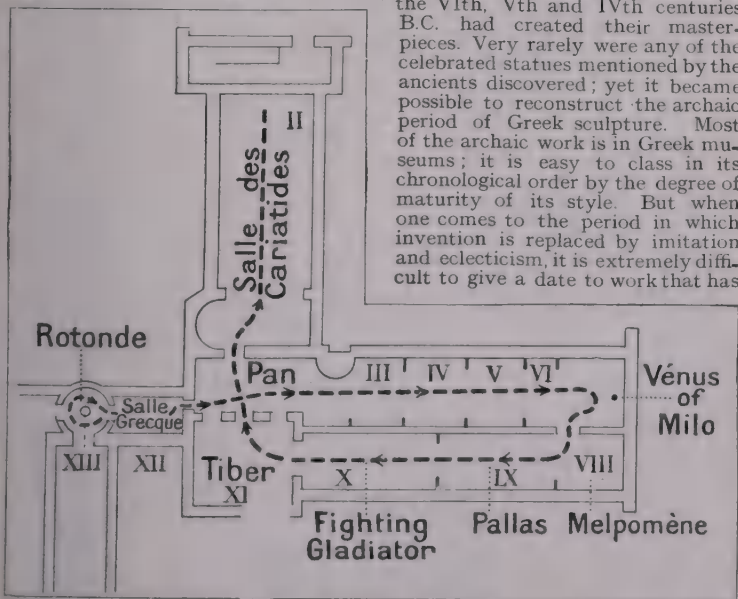 the VIth, Vth and IVth centuries
B.C. had created their master-
pieces. Very rarely were any of the
celebrated statues mentioned by the
ancients discovered; yet it became
possible to reconstruct the archaic
period of Greek sculpture. Most
of the archaic work is in Greek mu-
seums; it is easy to class in its
chronological order by the degree of
maturity of its style. But when
one comes to the period in which
invention is replaced by imitation
and eclecticism, it is extremely diffi-
cult to give a date to work that has
II
Salle des
Cariatides
Rotonde
Pan
III
IV
V
VI
Vénus
of
Milo
Salle
Grecque
XIII
XII
Tiber
XI
X
IX
VIII
Fighting
Gladiator
Pallas
Melpomène